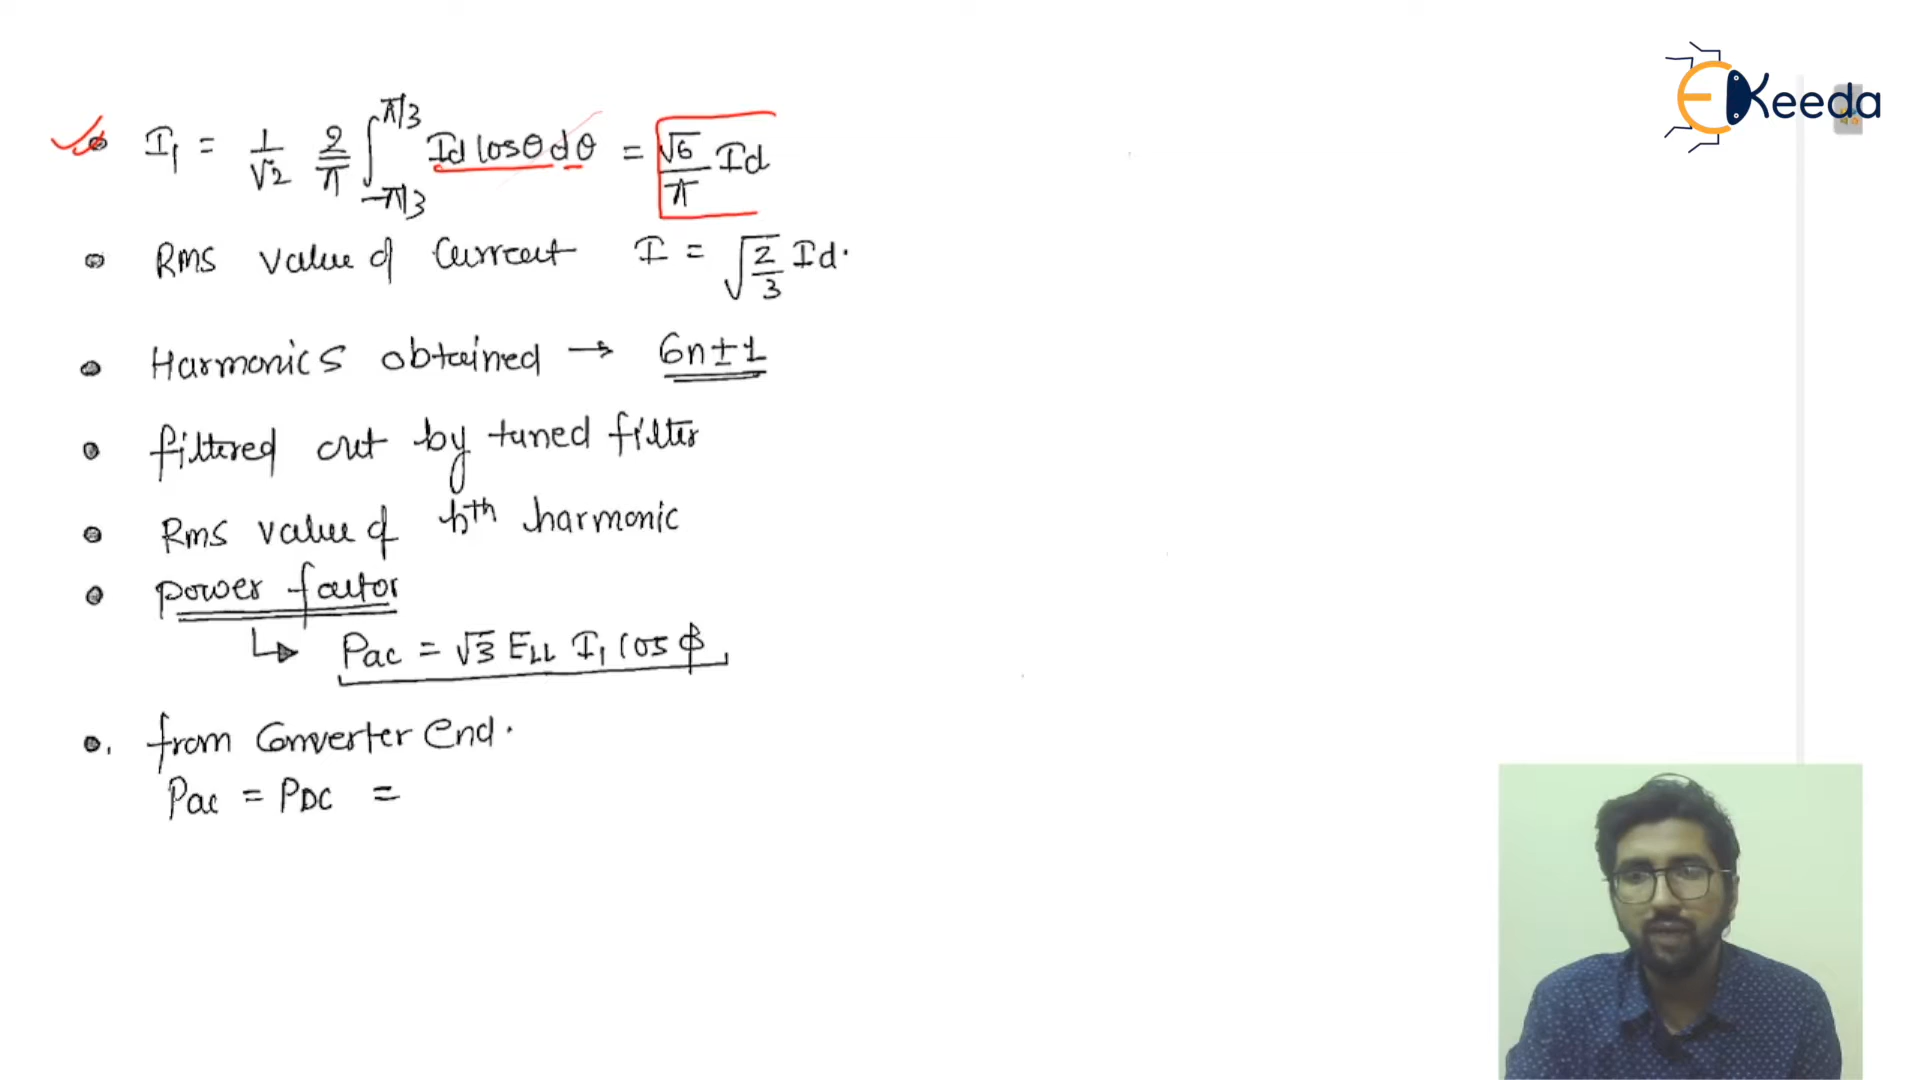 EKeeda
I₁ = 1/√2 2/π ∫_{-π/3}^{π/3} Id cosθ dθ = √6/π Id
Rms value of Current I = √(2/3) Id.
Harmonics obtained → 6n±1
filtered out by tuned filter
Rms value of hth harmonic
power factor
↳ Pac = √3 ELL I₁ cos ϕ
from Converter End.
Pac = PDC =